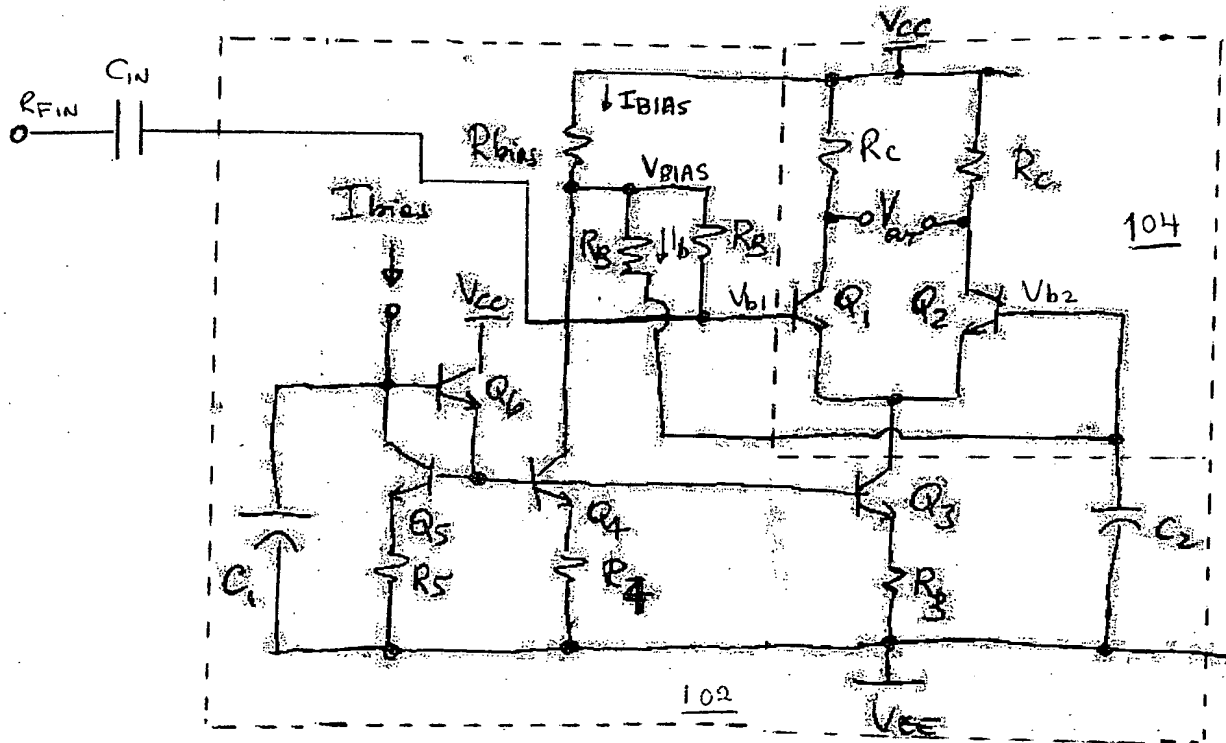 VCC
CIN
RFIN
IBIAS
Rbias
RC
RC
VBIAS
Ibias
RB
Ib
RB
104
VCC
Vb1
Q1
Q2
Vb2
Q6
Q5
Q4
Q3
C2
C1
R5
R4
102
VEE